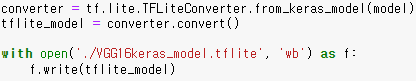 converter = tf.lite.TFLiteConverter.from_keras_model(model)
tflite_model = converter.convert()
with open('./VGG16keras_model.tflite', 'wb') as f:
    f.write(tflite_model)